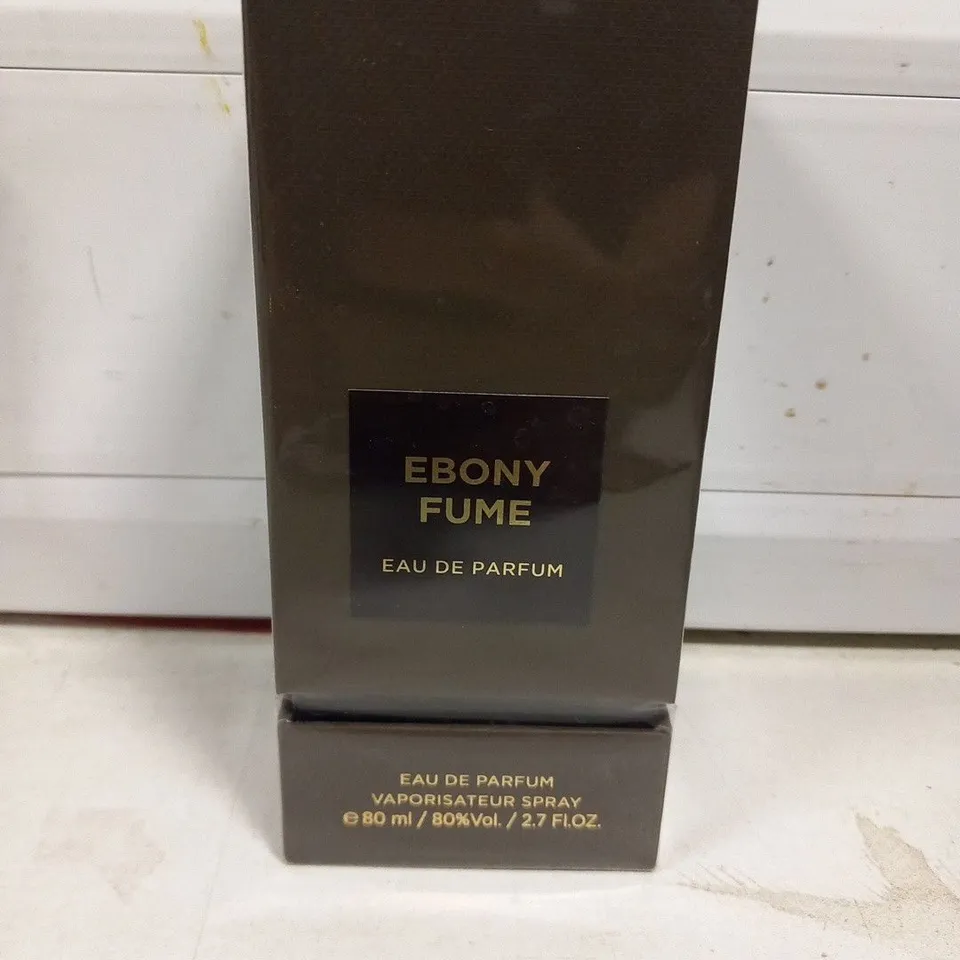 EBONY
FUME
EAU DE PARFUM
EAU DE PARFUM
VAPORISATEUR SPRAY
℮80 ml / 80%Vol. / 2.7 Fl.OZ.